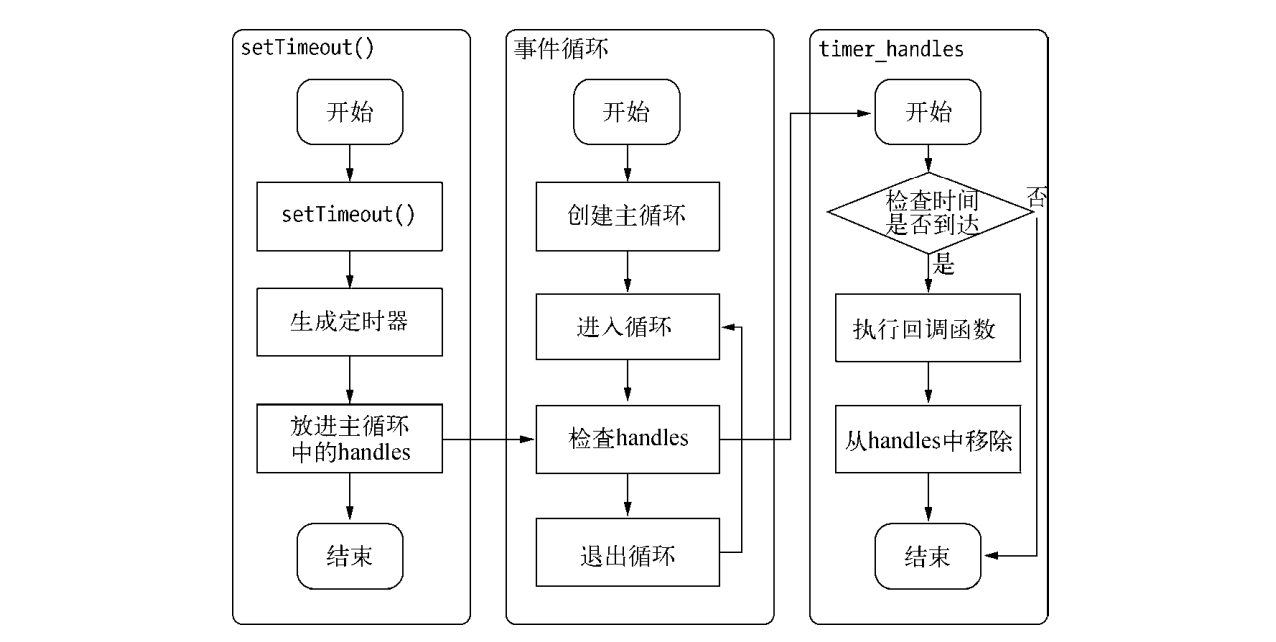 setTimeout()
开始
setTimeout()
生成定时器
放进主循环
中的handles
结束
事件循环
开始
创建主循环
进入循环
检查handles
退出循环
timer_handles
开始
检查时间
是否到达
否
是
执行回调函数
从handles中移除
结束